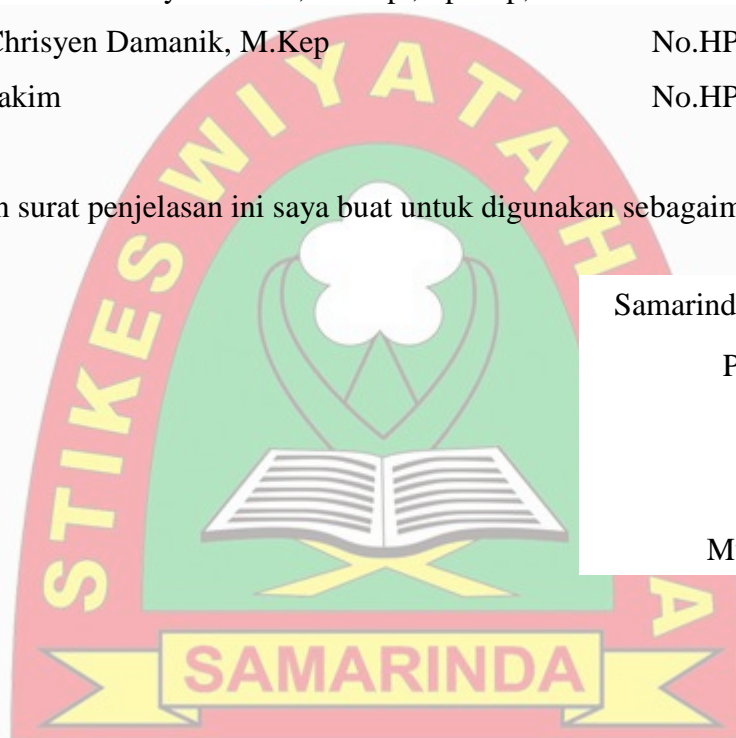 Chrisyen Damanik, M.Kep No.HP
akim No.HP
surat penjelasan ini saya buat untuk digunakan sebagaim
Samarind
P
M
STIKES WIYATAH A
SAMARINDA